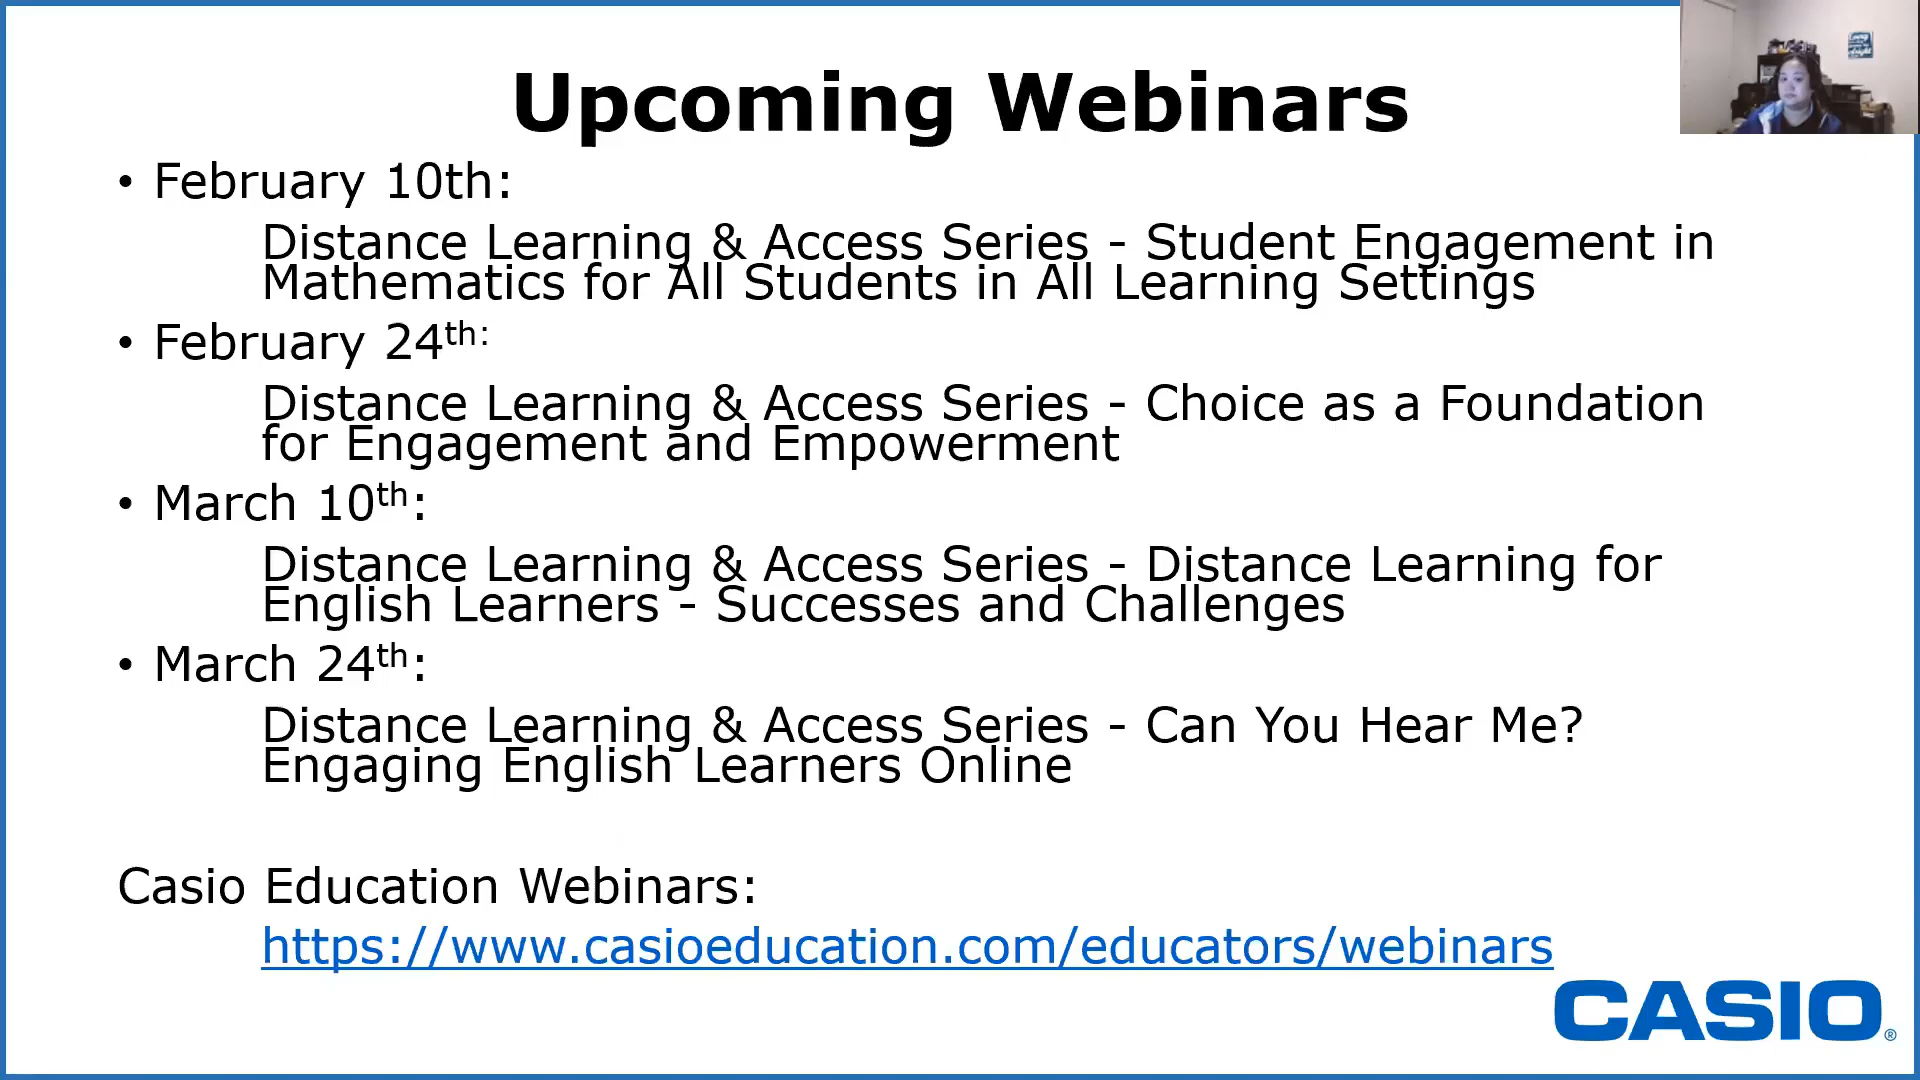 Upcoming Webinars
• February 10th:
Distance Learning & Access Series - Student Engagement in
Mathematics for All Students in All Learning Settings
• February 24th:
Distance Learning & Access Series - Choice as a Foundation
for Engagement and Empowerment
• March 10th:
Distance Learning & Access Series - Distance Learning for
English Learners - Successes and Challenges
• March 24th:
Distance Learning & Access Series - Can You Hear Me?
Engaging English Learners Online
Casio Education Webinars:
https://www.casioeducation.com/educators/webinars
CASIO®